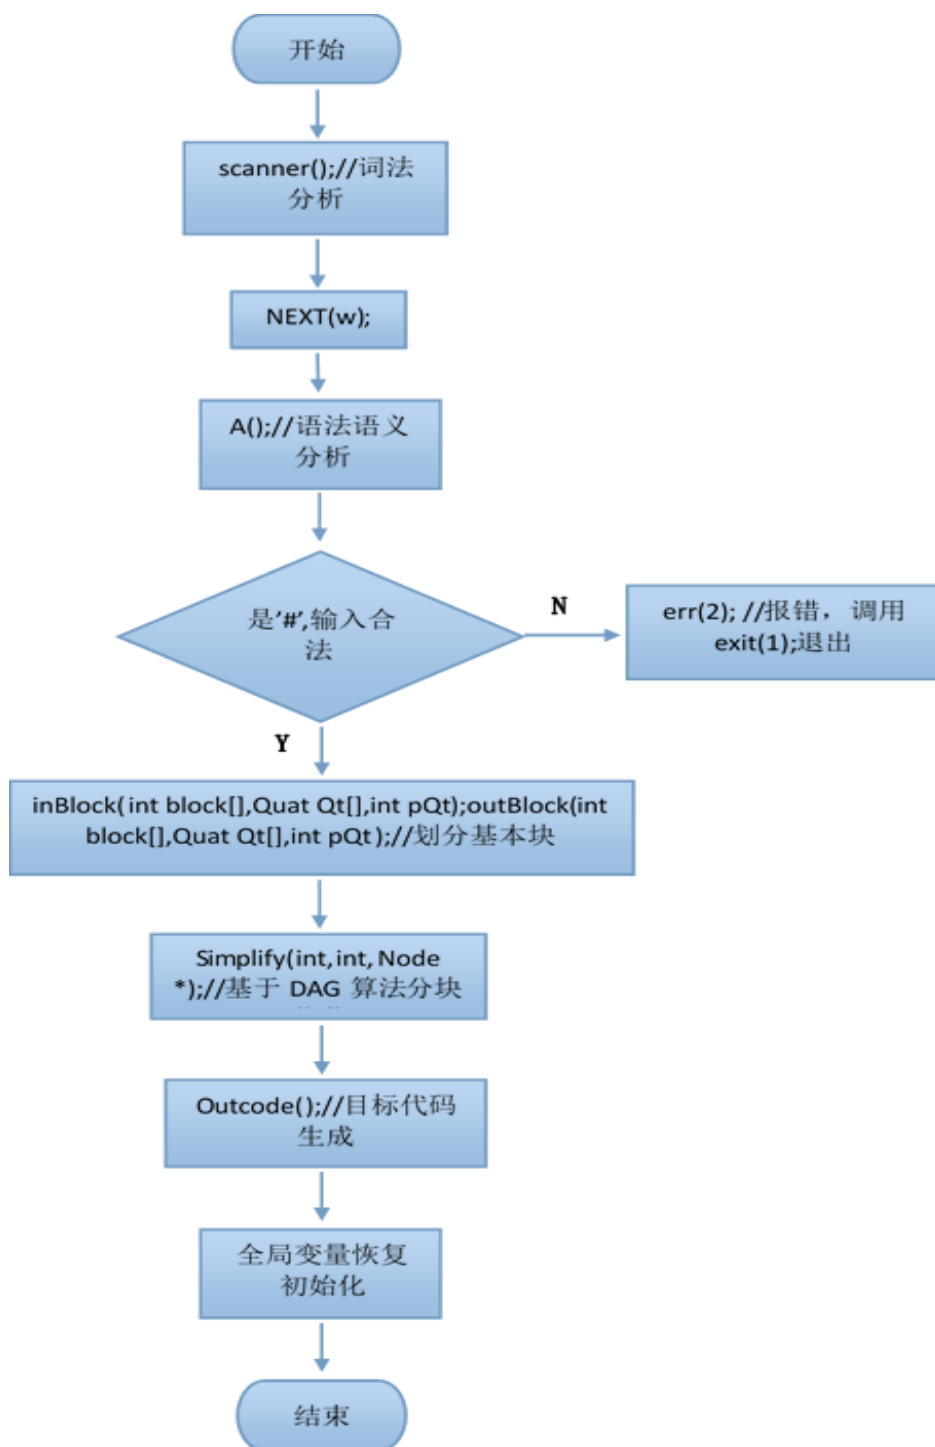 开始
scanner();//词法
分析
NEXT(w);
A();//语法语义
分析
是'#',输入合
法
N
err(2); //报错，调用
exit(1);退出
Y
inBlock( int block[],Quat Qt[],int pQt);outBlock(int
block[],Quat Qt[],int pQt );//划分基本块
Simplify(int,int, Node
*);//基于 DAG 算法分块
Outcode();//目标代码
生成
全局变量恢复
初始化
结束